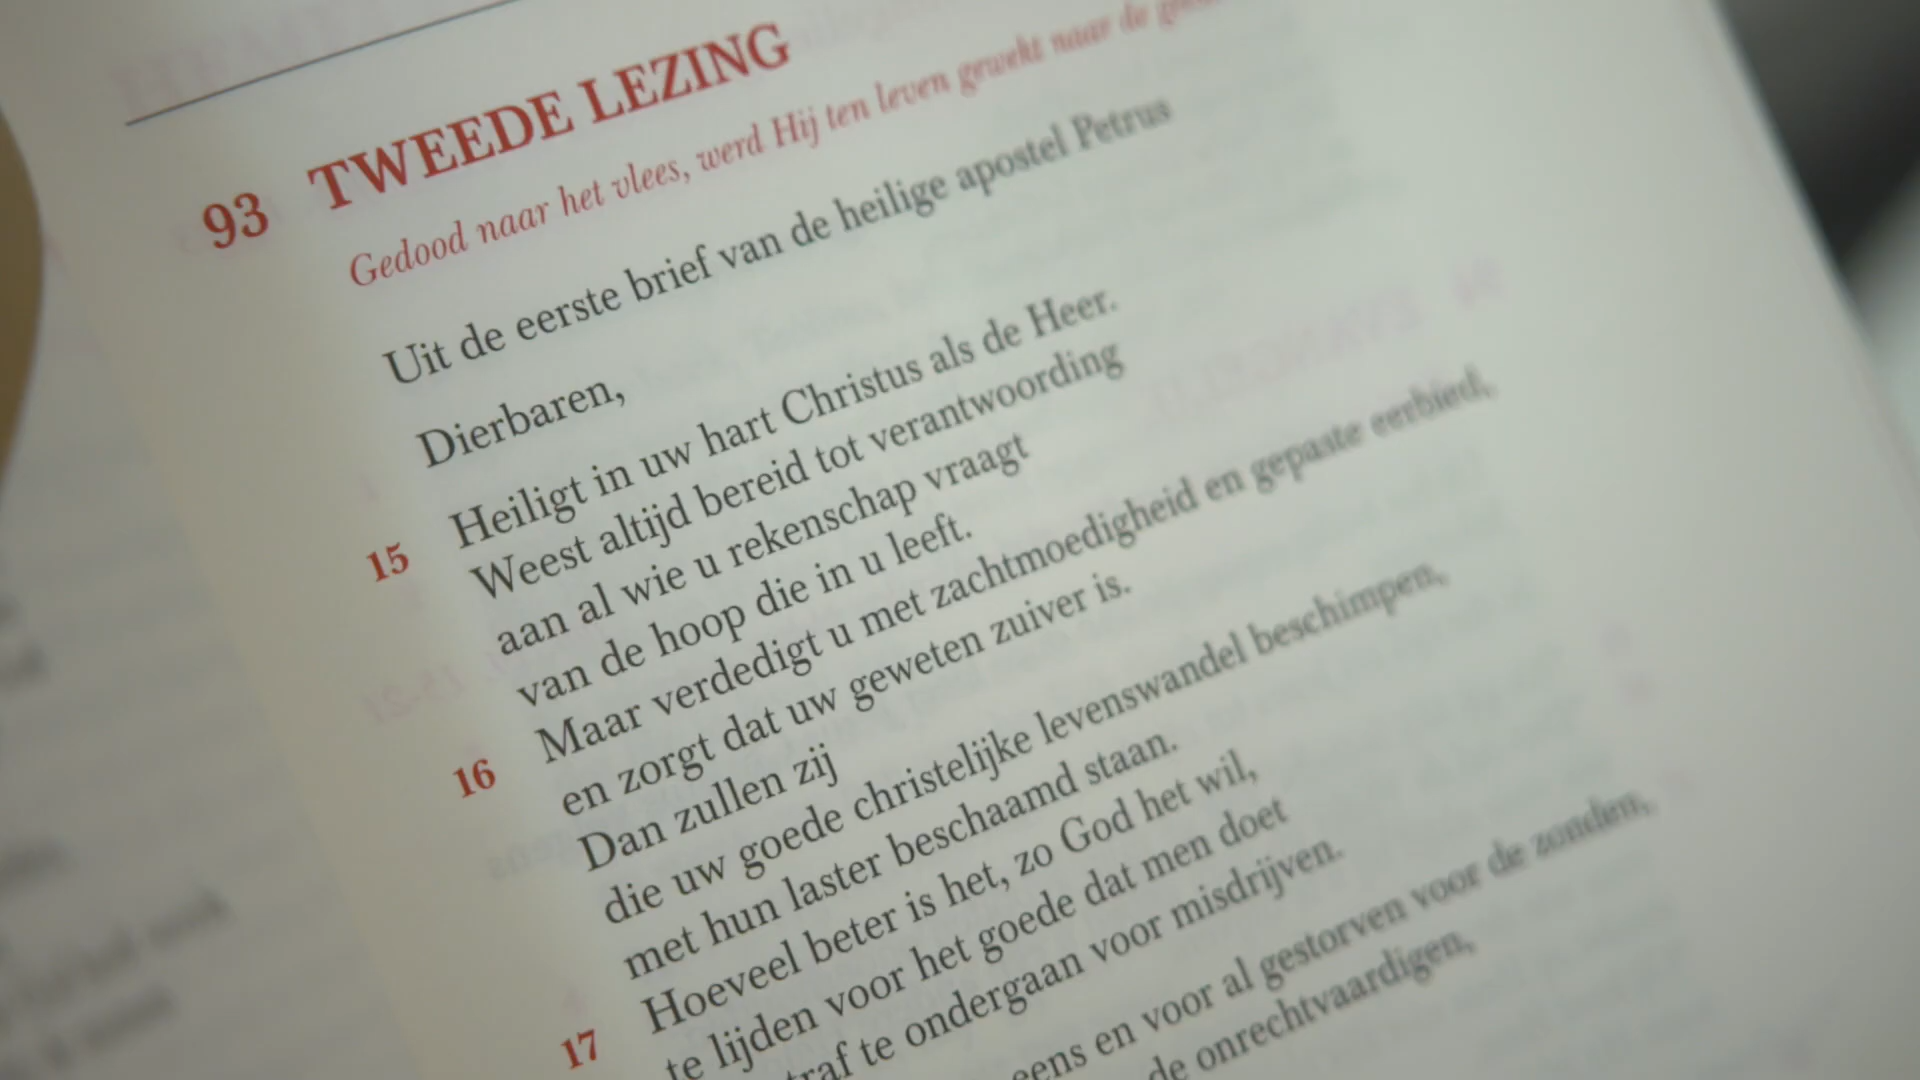 93 TWEEDE LEZING
Gedood naar het vlees, werd Hij ten leven gewekt naar de
Uit de eerste brief van de heilige apostel Petrus
Dierbaren,
15 Heiligt in uw hart Christus als de Heer.
Weest altijd bereid tot verantwoording
aan al wie u rekenschap vraagt
van de hoop die in u leeft.
16 Maar verdedigt u met zachtmoedigheid en gepaste eerbied,
en zorgt dat uw geweten zuiver is.
Dan zullen zij
die uw goede christelijke levenswandel beschimpen,
met hun laster beschaamd staan.
17 Hoeveel beter is het, zo God het wil,
te lijden voor het goede dat men doet
te ondergaan voor misdrijven.
eens en voor al gestorven voor de zonden,
de onrechtvaardigen,